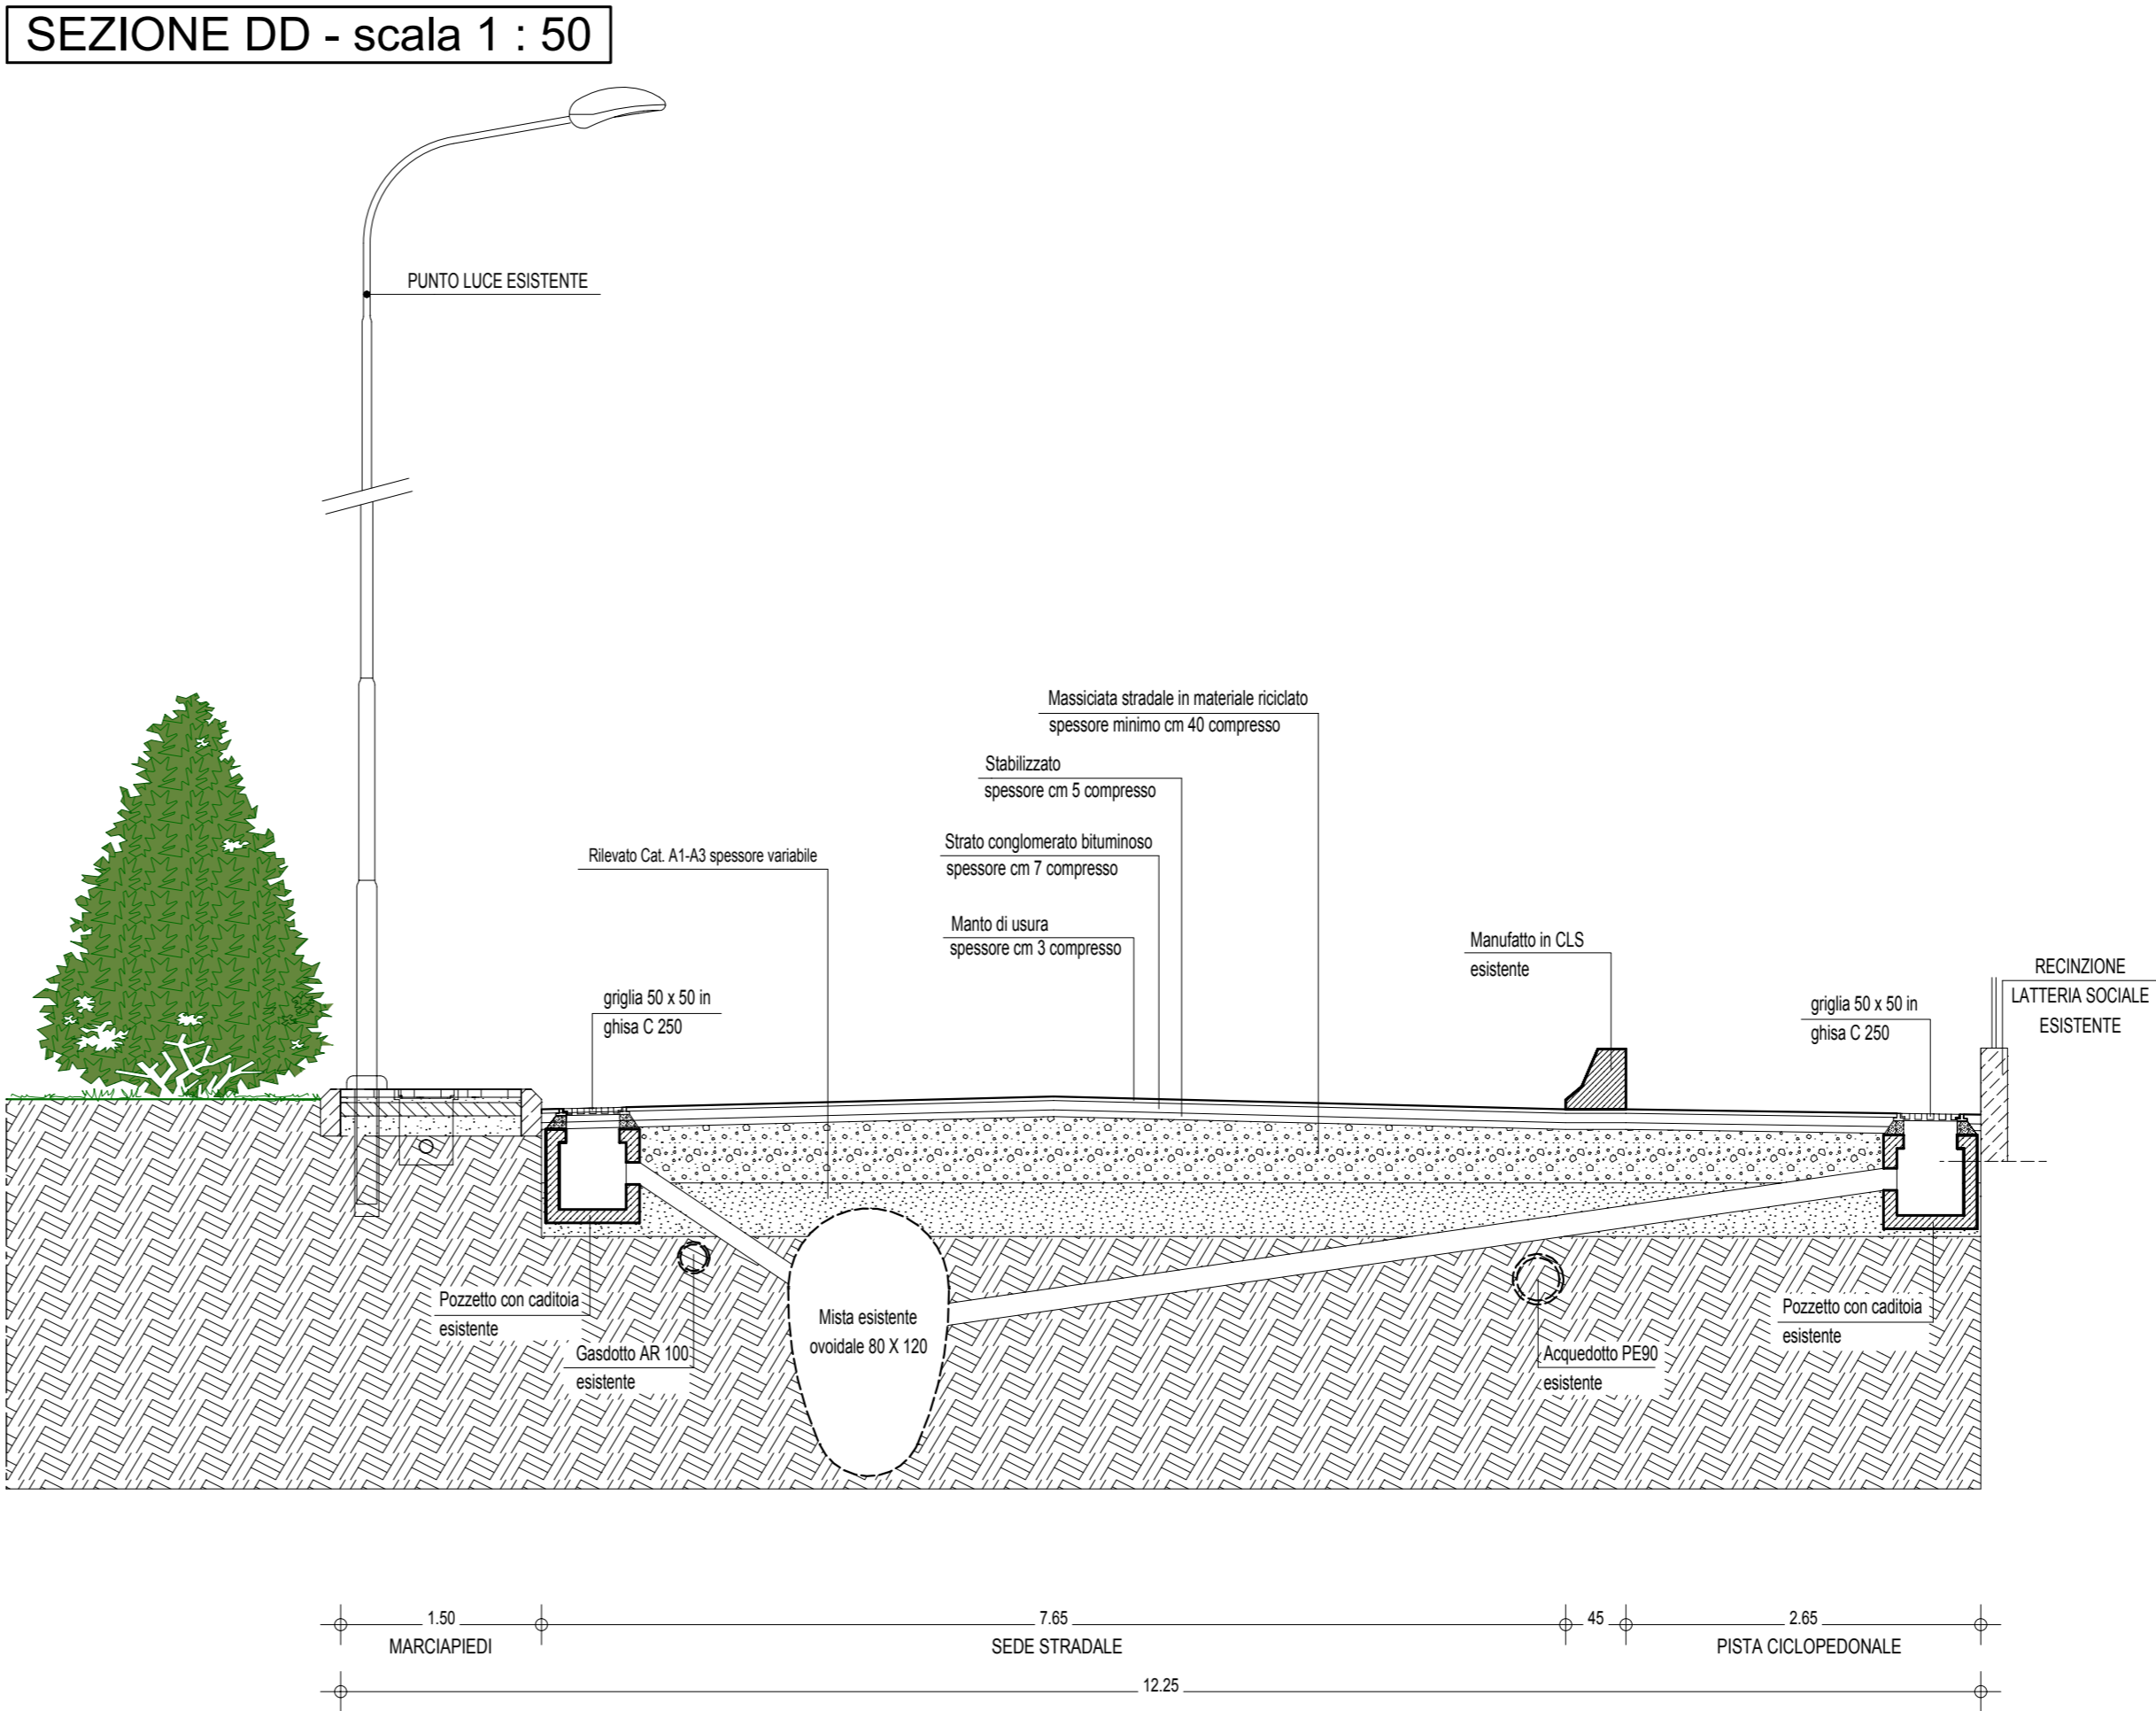 SEZIONE DD - scala 1 : 50
PUNTO LUCE ESISTENTE
Massiciata stradale in materiale riciclato
spessore minimo cm 40 compresso
Stabilizzato
spessore cm 5 compresso
Strato conglomerato bituminoso
spessore cm 7 compresso
Rilevato Cat. A1-A3 spessore variabile
Manto di usura
spessore cm 3 compresso
Manufatto in CLS
esistente
RECINZIONE
LATTERIA SOCIALE
ESISTENTE
griglia 50 x 50 in
ghisa C 250
griglia 50 x 50 in
ghisa C 250
Pozzetto con caditoia
esistente
Gasdotto AR 100
esistente
Mista esistente
ovoidale 80 X 120
Acquedotto PE90
esistente
Pozzetto con caditoia
esistente
1.50
MARCIAPIEDI
7.65
SEDE STRADALE
45
2.65
PISTA CICLOPEDONALE
12.25